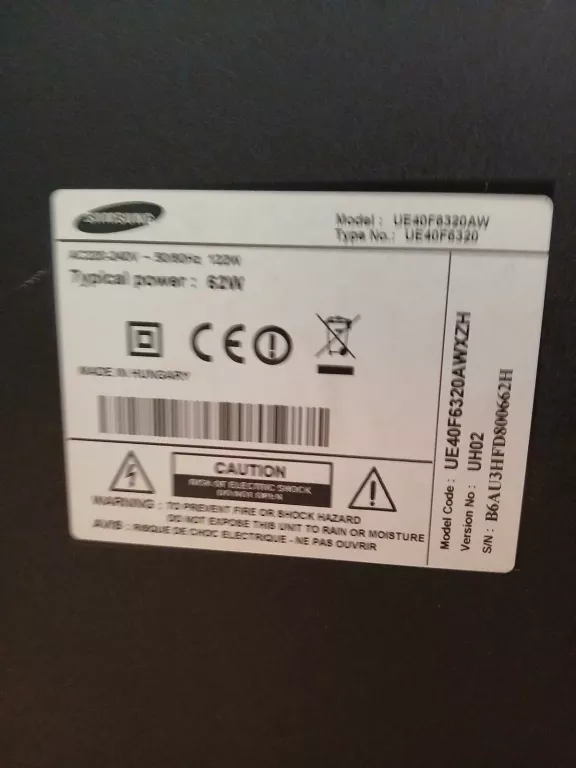 SAMSUNG
Model : UE40F6320AW
Type No.: UE40F6320
AC220-240V ~ 50/60Hz 122W
Typical power : 62W
MADE IN HUNGARY
CAUTION
RISK OF ELECTRIC SHOCK
DO NOT OPEN
WARNING : TO PREVENT FIRE OR SHOCK HAZARD
DO NOT EXPOSE THIS UNIT TO RAIN OR MOISTURE
AVIS : RISQUE DE CHOC ELECTRIQUE - NE PAS OUVRIR
Model Code : UE40F6320AWXZH
Version No : UH02
S/N : B6AU3HFD800662H